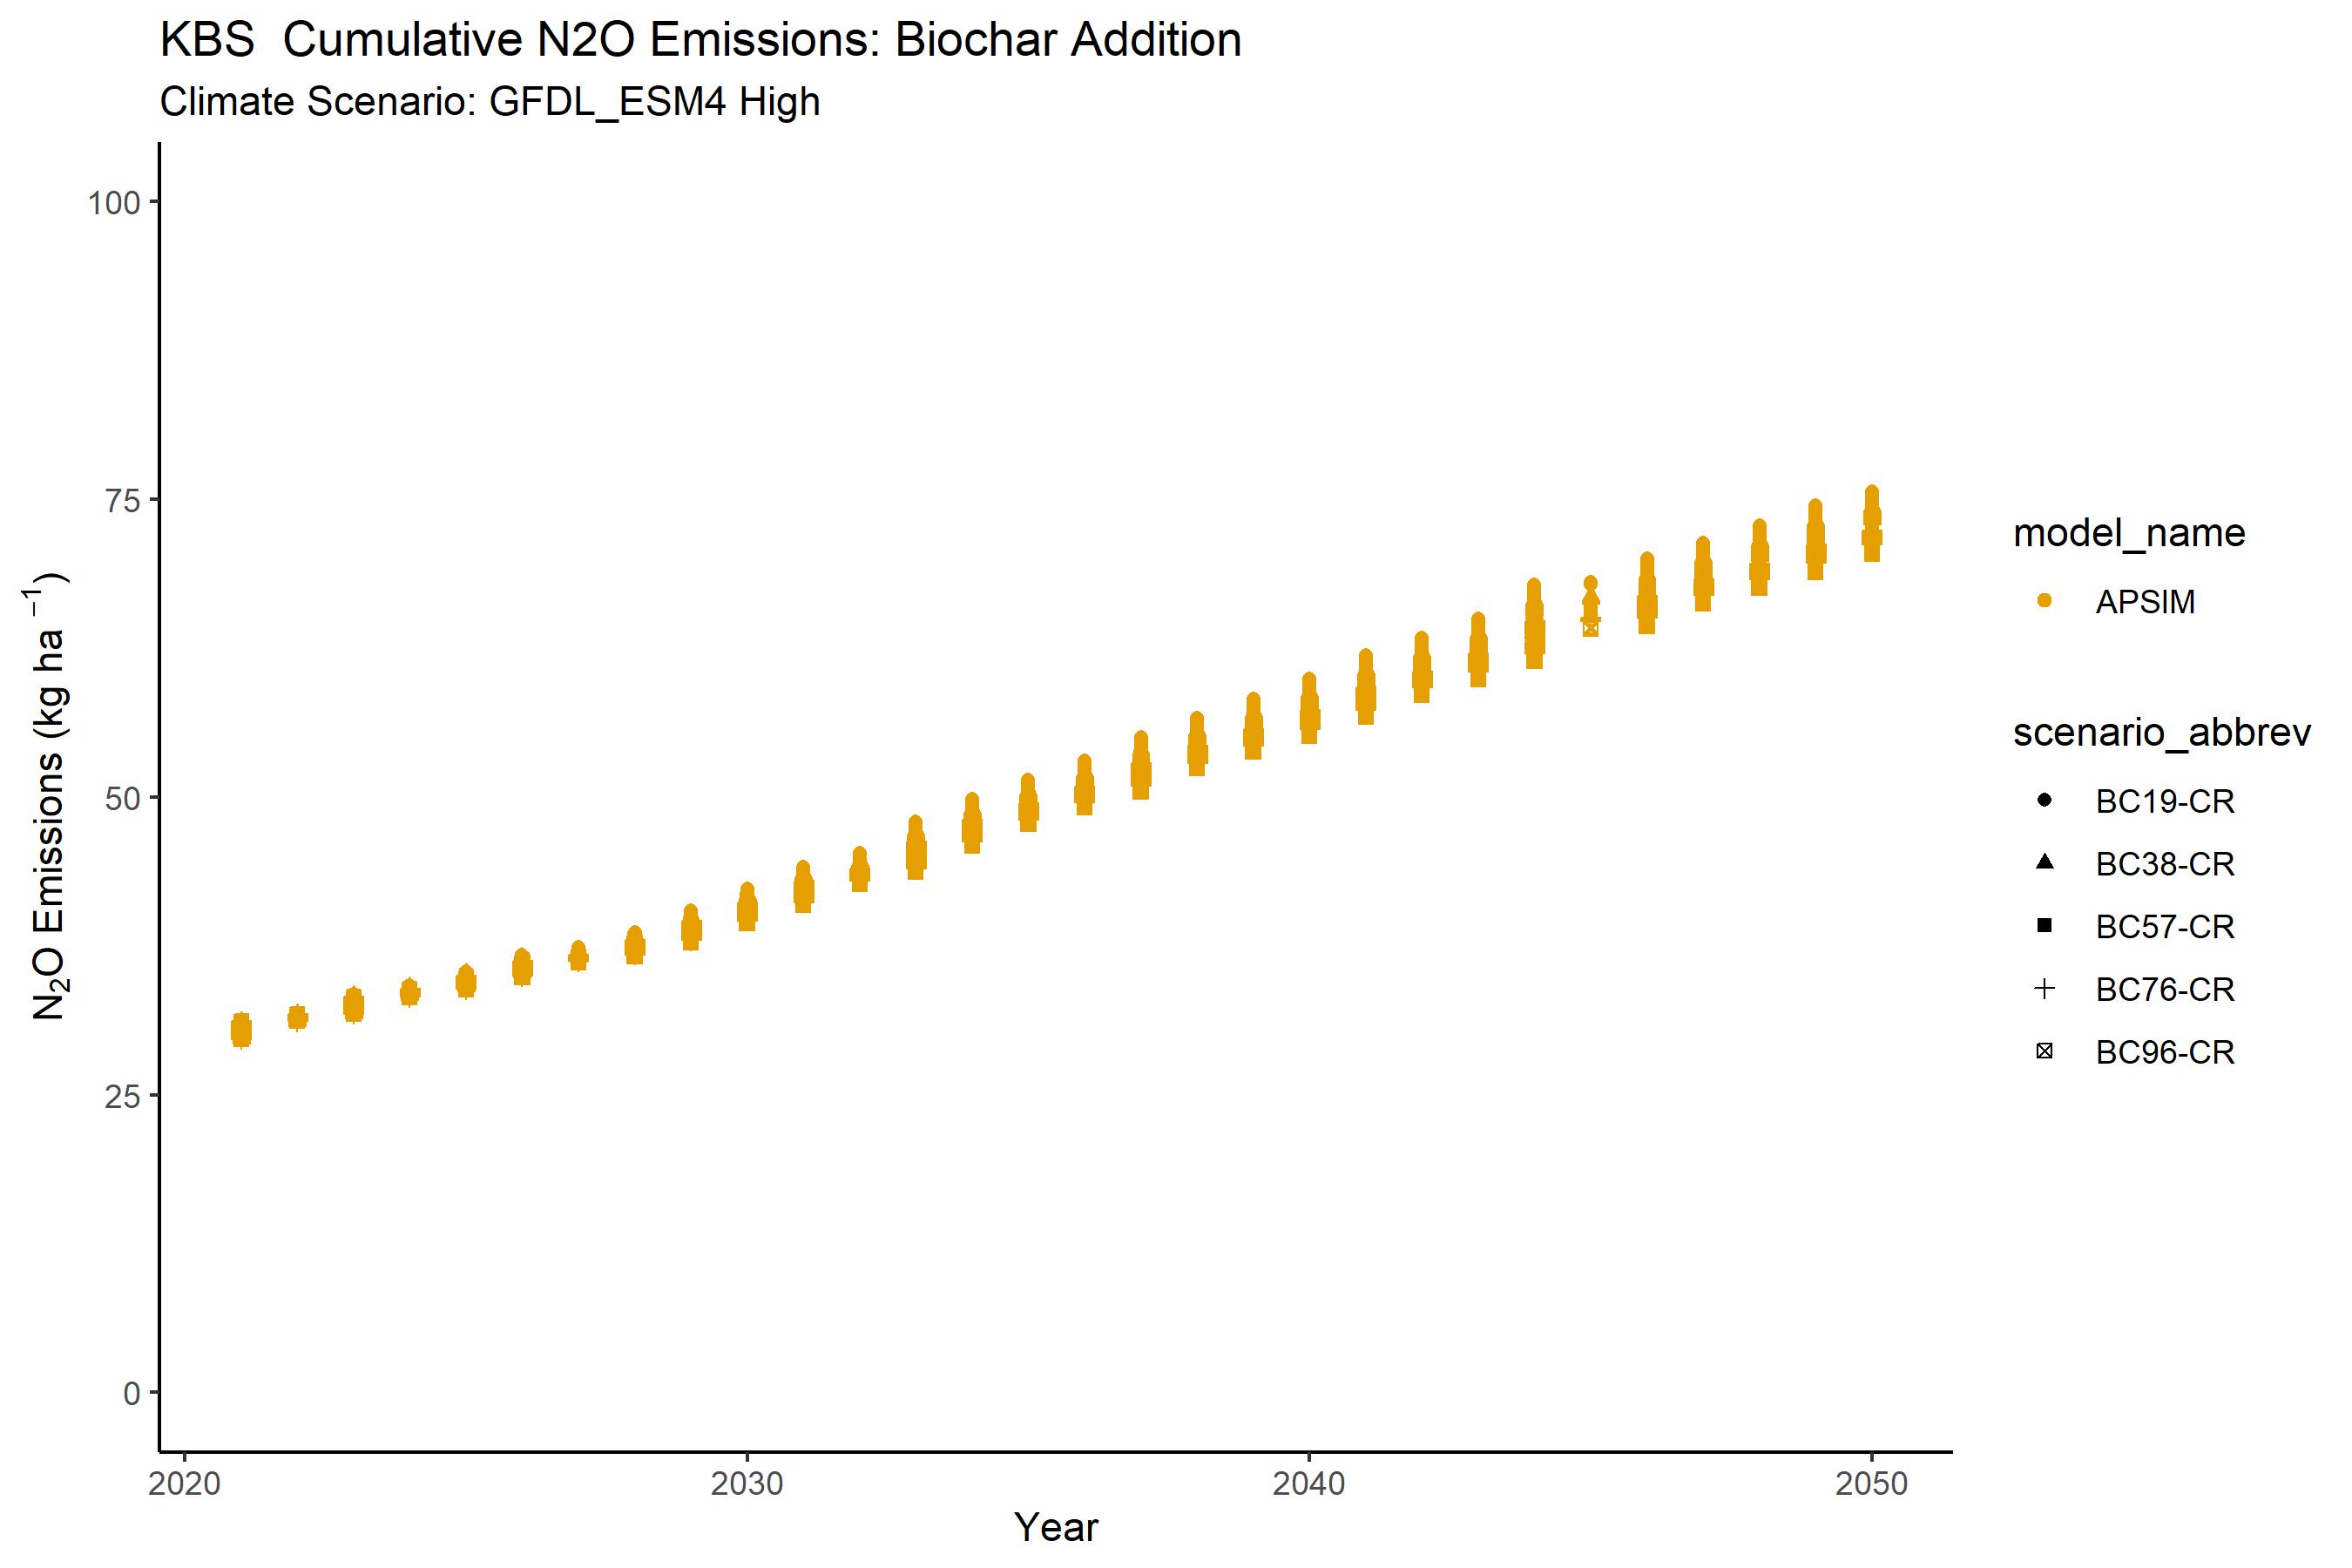 KBS  Cumulative N2O Emissions: Biochar Addition
Climate Scenario: GFDL_ESM4 High
100
75
50
25
0
N₂O Emissions (kg ha ⁻¹)
2020 2030 2040 2050
Year
model_name
APSIM
scenario_abbrev
BC19-CR
BC38-CR
BC57-CR
BC76-CR
BC96-CR